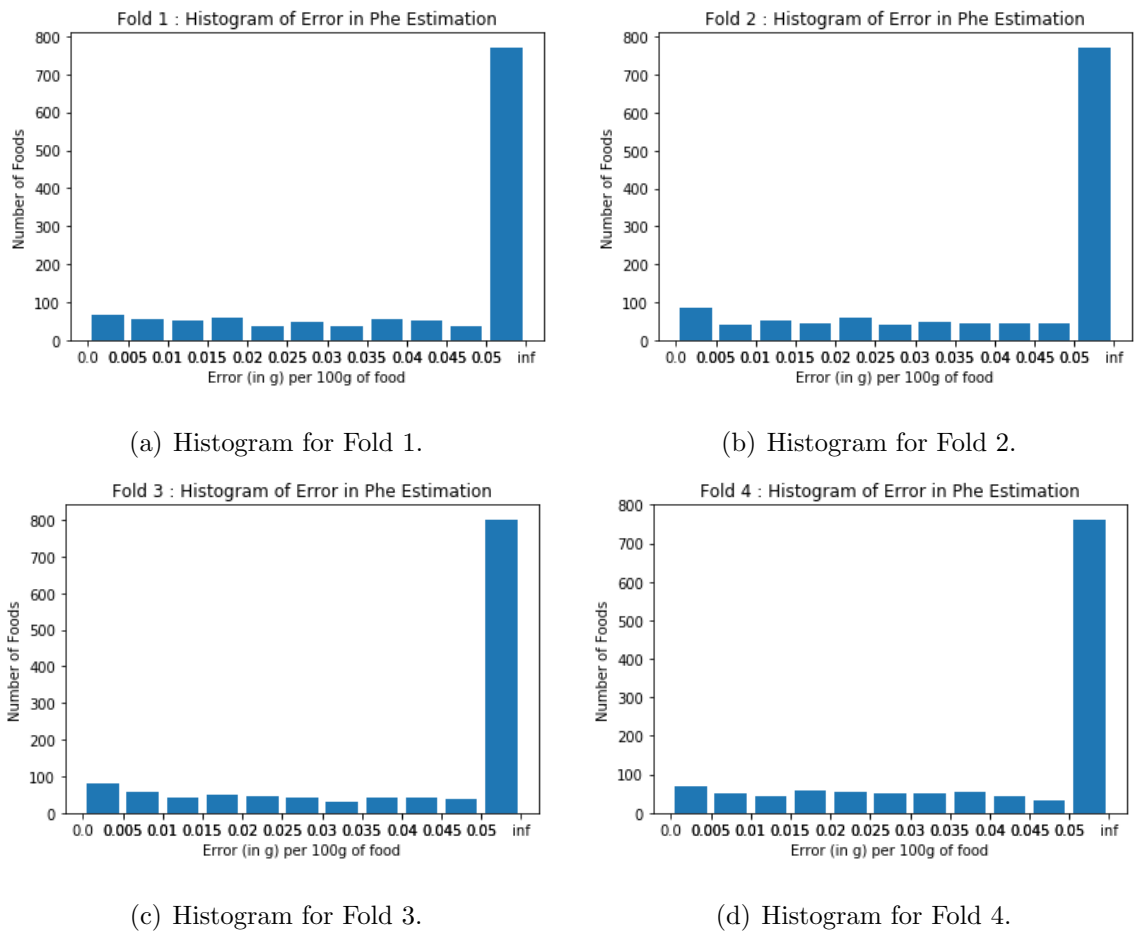 Fold 1 : Histogram of Error in Phe Estimation
800
700
600
500
400
300
200
100
0
Number of Foods
0.0 0.005 0.01 0.015 0.02 0.025 0.03 0.035 0.04 0.045 0.05 inf
Error (in g) per 100g of food
(a) Histogram for Fold 1.
Fold 2 : Histogram of Error in Phe Estimation
800
700
600
500
400
300
200
100
0
Number of Foods
0.0 0.005 0.01 0.015 0.02 0.025 0.03 0.035 0.04 0.045 0.05 inf
Error (in g) per 100g of food
(b) Histogram for Fold 2.
Fold 3 : Histogram of Error in Phe Estimation
800
700
600
500
400
300
200
100
0
Number of Foods
0.0 0.005 0.01 0.015 0.02 0.025 0.03 0.035 0.04 0.045 0.05 inf
Error (in g) per 100g of food
(c) Histogram for Fold 3.
Fold 4 : Histogram of Error in Phe Estimation
800
700
600
500
400
300
200
100
0
Number of Foods
0.0 0.005 0.01 0.015 0.02 0.025 0.03 0.035 0.04 0.045 0.05 inf
Error (in g) per 100g of food
(d) Histogram for Fold 4.